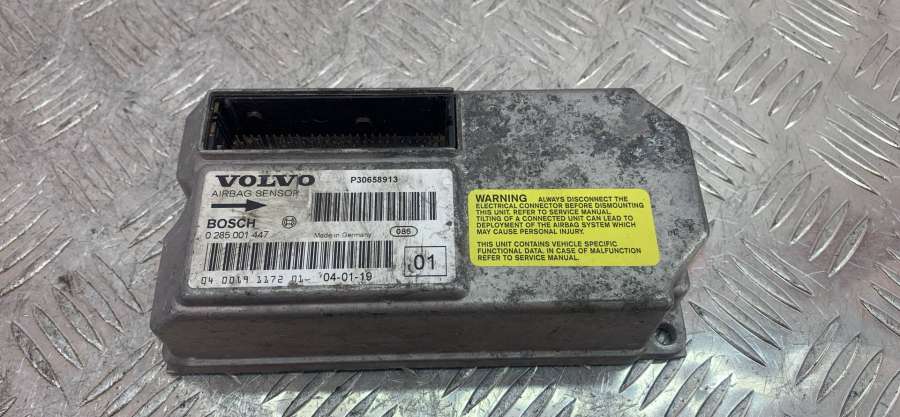 VOLVO
P30658913
AIRBAG SENSOR
BOSCH
0 285 001 447
Made in Germany
086
01
04 0019 1172 01- '04-01-19
WARNING ALWAYS DISCONNECT THE
ELECTRICAL CONNECTOR BEFORE DISMOUNTING
THIS UNIT. REFER TO SERVICE MANUAL.
TILTING OF A CONNECTED UNIT CAN LEAD TO
DEPLOYMENT OF THE AIRBAG SYSTEM WHICH
MAY CAUSE PERSONAL INJURY.
THIS UNIT CONTAINS VEHICLE SPECIFIC
FUNCTIONAL DATA. IN CASE OF MALFUNCTION
REFER TO SERVICE MANUAL.